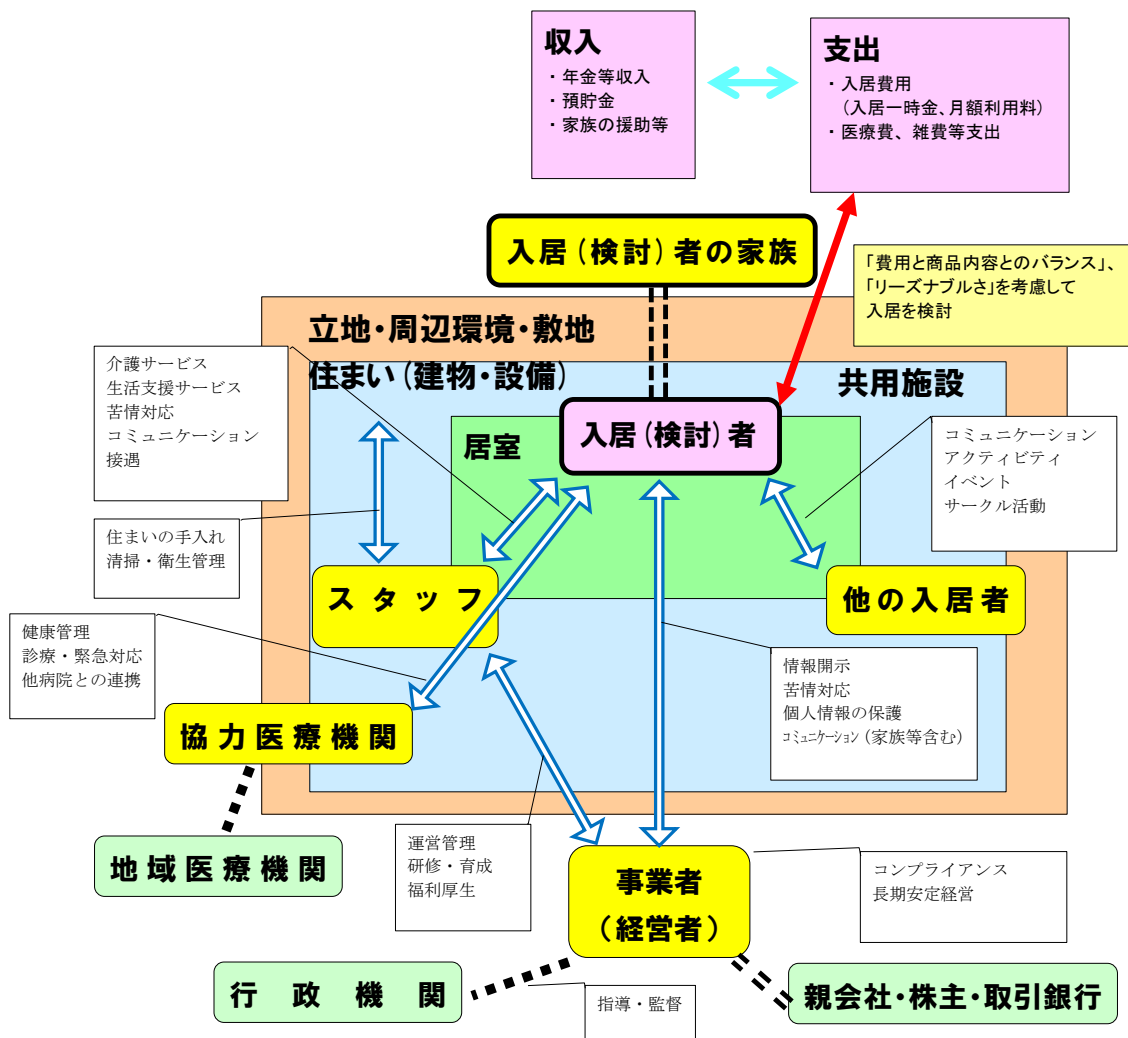 収入
・ 年金等収入
・ 預貯金
・ 家族の援助等
支出
・ 入居費用
（入居一時金、月額利用料）
・ 医療費、雑費等支出
入居（検討）者の家族
「費用と商品内容とのバランス」、
「リーズナブルさ」を考慮して
入居を検討
立地・周辺環境・敷地
住まい（建物・設備）
共用施設
介護サービス
生活支援サービス
苦情対応
コミュニケーション
接遇
居室
入居（検討）者
コミュニケーション
アクティビティ
イベント
サークル活動
住まいの手入れ
清掃・衛生管理
スタッフ
他の入居者
健康管理
診療・緊急対応
他病院との連携
情報開示
苦情対応
個人情報の保護
ｺﾐｭﾆｹｰｼｮﾝ（家族等含む）
協力医療機関
地域医療機関
運営管理
研修・育成
福利厚生
事業者
（経営者）
コンプライアンス
長期安定経営
行政機関
指導・監督
親会社・株主・取引銀行